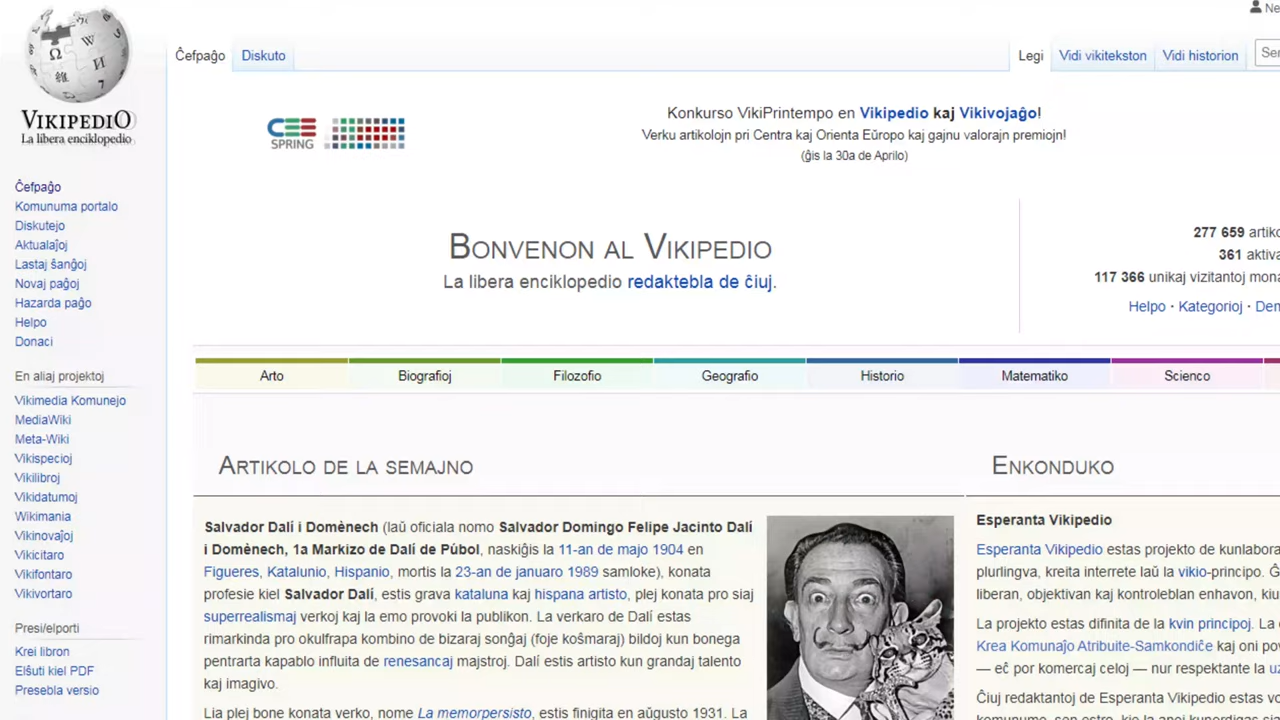 Ne
Ĉefpaĝo
Diskuto
Legi
Vidi vikitekston
Vidi historion
VIKIPEDIO
La libera enciklopedio
Ĉefpaĝo
Komunuma portalo
Diskutejo
Aktualaĵoj
Lastaj ŝanĝoj
Novaj paĝoj
Hazarda paĝo
Helpo
Donaci
En aliaj projektoj
Vikimedia Komunejo
MediaWiki
Meta-Wiki
Vikispecioj
Vikilibroj
Vikidatumoj
Wikimania
Vikinovaĵoj
Vikicitaro
Vikifontaro
Vikivortaro
Presi/elporti
Krei libron
Elŝuti kiel PDF
Presebla versio
CEE
SPRING
Konkurso VikiPrintempo en Vikipedio kaj Vikivojaĝo!
Verku artikolojn pri Centra kaj Orienta Eŭropo kaj gajnu valorajn premiojn!
(ĝis la 30a de Aprilo)
BONVENON AL VIKIPEDIO
La libera enciklopedio redaktebla de ĉiuj.
277 659 artiko
361 aktiva
117 366 unikaj vizitantoj mona
Helpo · Kategorioj · Dem
Arto
Biografioj
Filozofio
Geografio
Historio
Matematiko
Scienco
ARTIKOLO DE LA SEMAJNO
Salvador Dalí i Domènech (laŭ oficiala nomo Salvador Domingo Felipe Jacinto Dalí
i Domènech, 1a Markizo de Dalí de Púbol, naskiĝis la 11-an de majo 1904 en
Figueres, Katalunio, Hispanio, mortis la 23-an de januaro 1989 samloke), konata
profesie kiel Salvador Dalí, estis grava kataluna kaj hispana artisto, plej konata pro siaj
superrealismaj verkoj kaj la emo provoki la publikon. La verkaro de Dalí estas
rimarkinda pro okulfrapa kombino de bizaraj sonĝaj (foje koŝmaraj) bildoj kun bonega
pentrarta kapablo influita de renesancaj majstroj. Dalí estis artisto kun grandaj talento
kaj imagivo.
Lia plej bone konata verko, nome La memorpersisto, estis finigita en aŭgusto 1931. La
ENKONDUKO
Esperanta Vikipedio
Esperanta Vikipedio estas projekto de kunlabora
plurlingva, kreita interrete laŭ la vikio-principo. Ĝ
liberan, objektivan kaj kontroleblan enhavon, kiu
La projekto estas difinita de la kvin principoj. La
Krea Komunaĵo Atribuite-Samkondiĉe kaj oni pov
— eĉ por komercaj celoj — nur respektante la uz
Ĉiuj redaktantoj de Esperanta Vikipedio estas vo